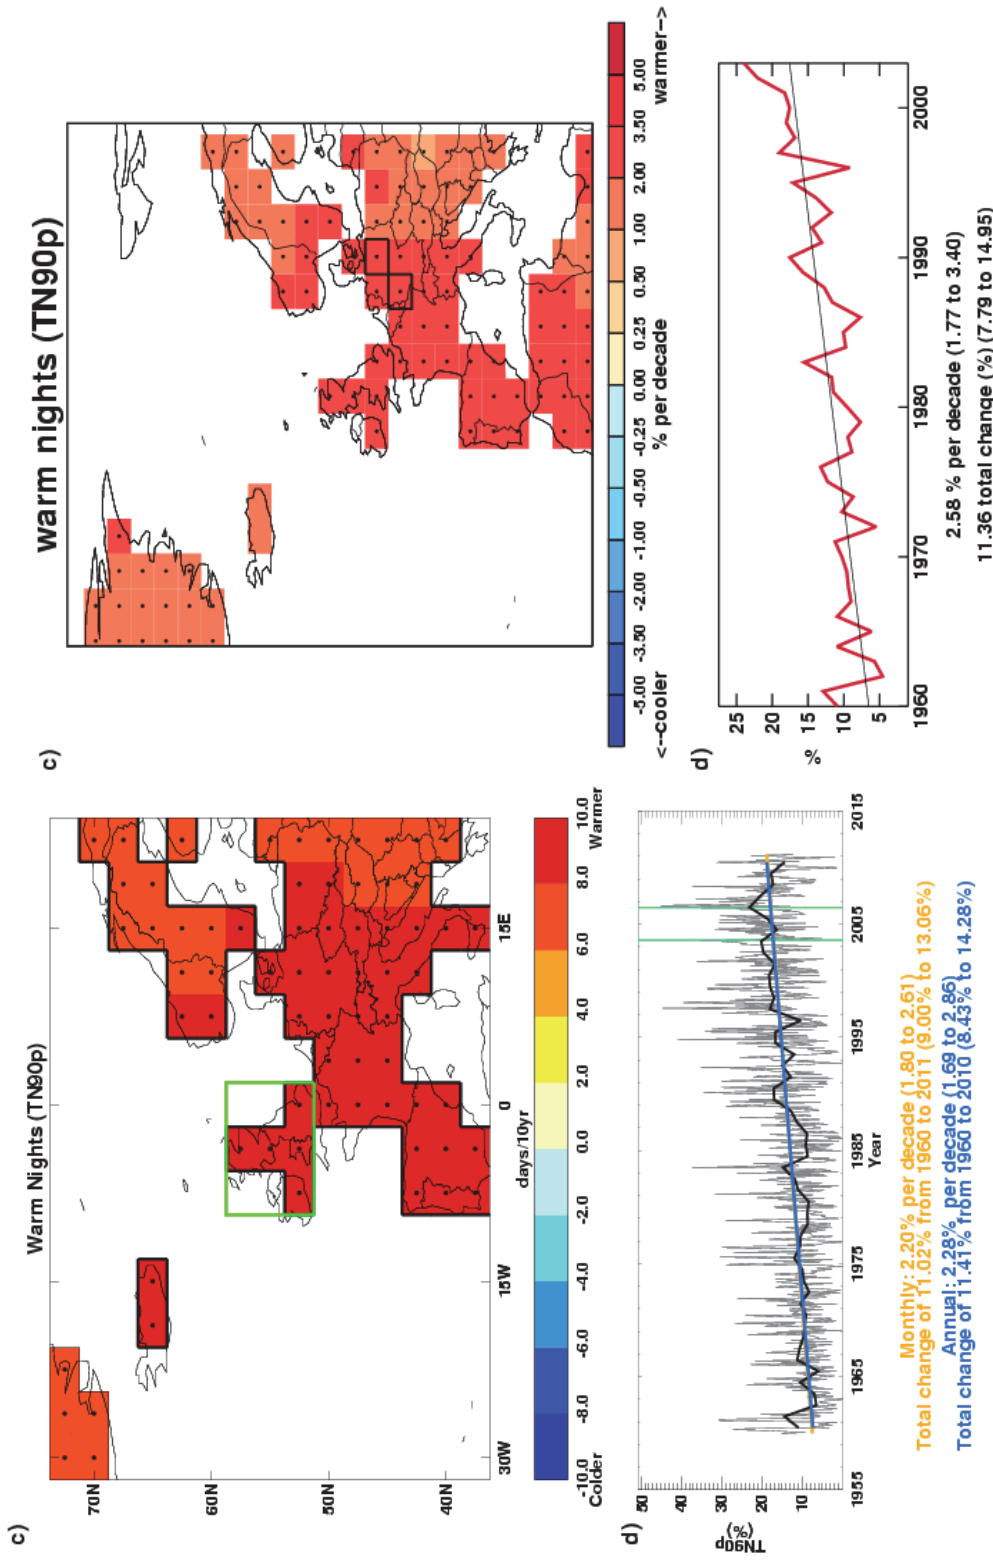 c)
Warm Nights (TN90p)
70N
60N
50N
40N
30W
15W
0
15E
-10.0 -8.0 -6.0 -4.0 -2.0 0.0 2.0 4.0 6.0 8.0 10.0
Colder
days/10yr
Warmer
d)
TN90p
(%)
50
40
30
20
10
1955
1965
1975
1985
1995
2005
2015
Year
Monthly: 2.20% per decade (1.80 to 2.61)
Total change of 11.02% from 1960 to 2011 (9.00% to 13.06%)
Annual: 2.28% per decade (1.69 to 2.86)
Total change of 11.41% from 1960 to 2010 (8.43% to 14.28%)
c)
warm nights (TN90p)
-5.00 -3.50 -2.00 -1.00 -0.50 -0.25 0.00 0.25 0.50 1.00 2.00 3.50 5.00
<--cooler
% per decade
warmer-->
d)
%
25
20
15
10
5
1960
1970
1980
1990
2000
2.58 % per decade (1.77 to 3.40)
11.36 total change (%) (7.79 to 14.95)